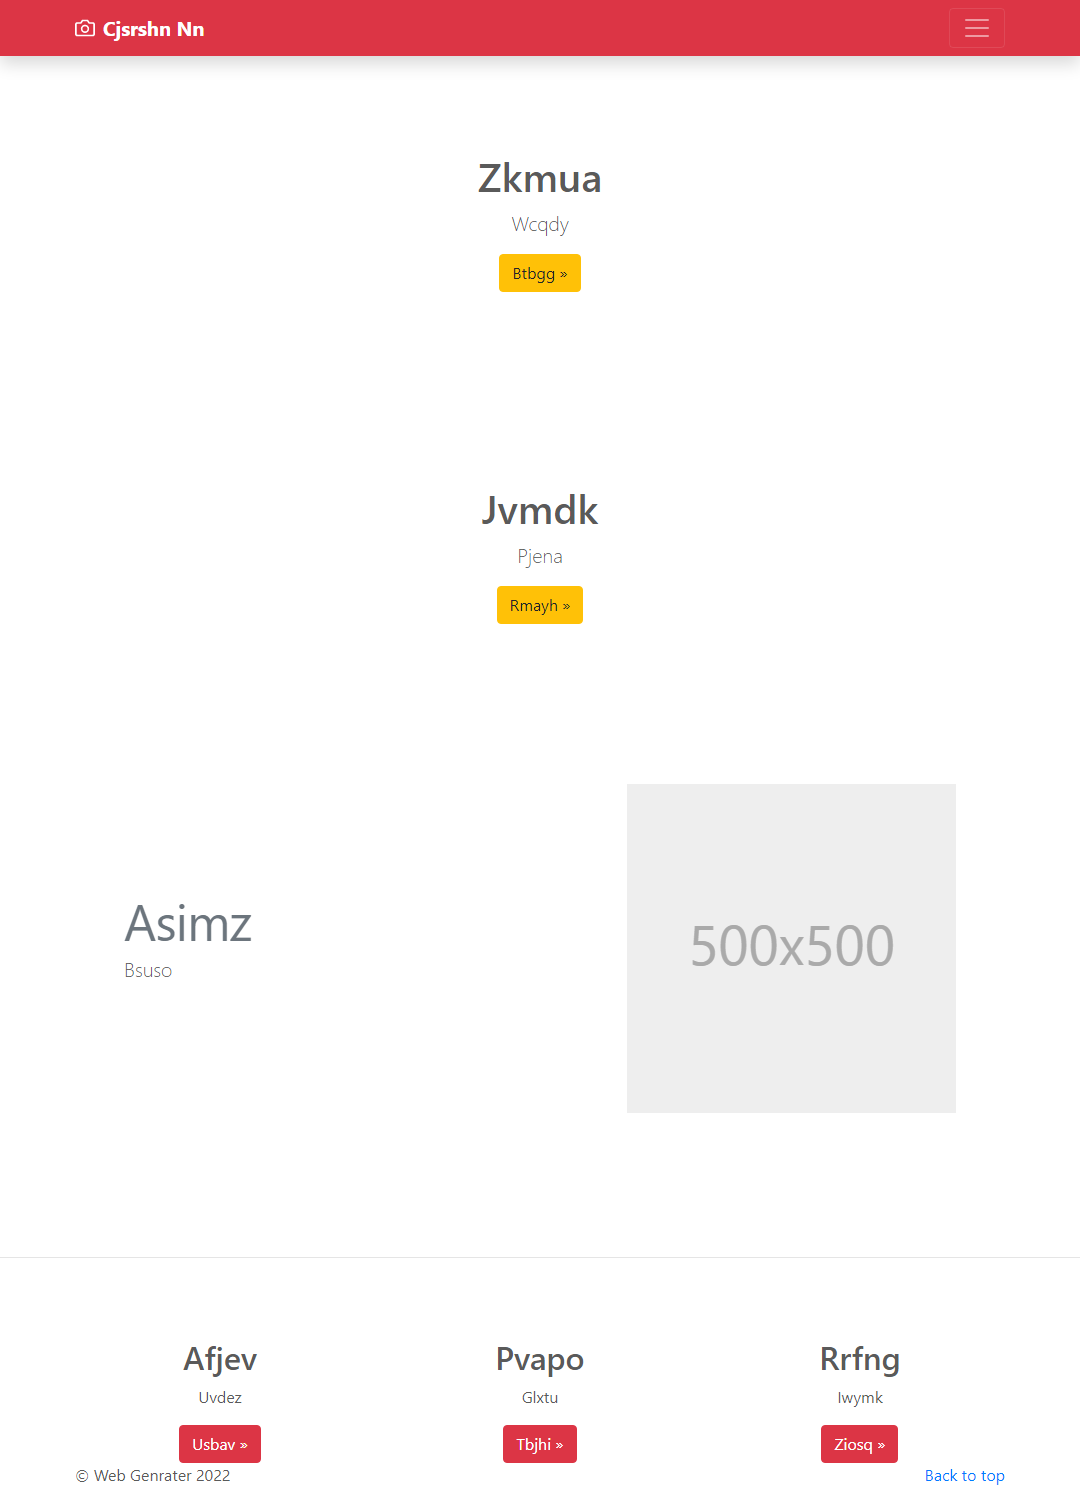 Cjsrshn Nn
Zkmua
Wcqdy
Btbgg »
Jvmdk
Pjena
Rmayh »
Asimz
Bsuso
500x500
Afjev
Uvdez
Usbav »
Pvapo
Glxtu
Tbjhi »
Rrfng
Iwymk
Ziosq »
© Web Genrater 2022
Back to top